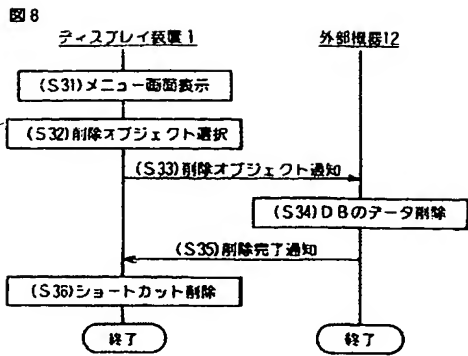 図8
ディスプレイ装置1
外部機器12
(S31)メニュー画面表示
(S32)削除オブジェクト選択
(S33)削除オブジェクト通知
(S34)DBのデータ削除
(S35)削除完了通知
(S36)ショートカット削除
終了
終了